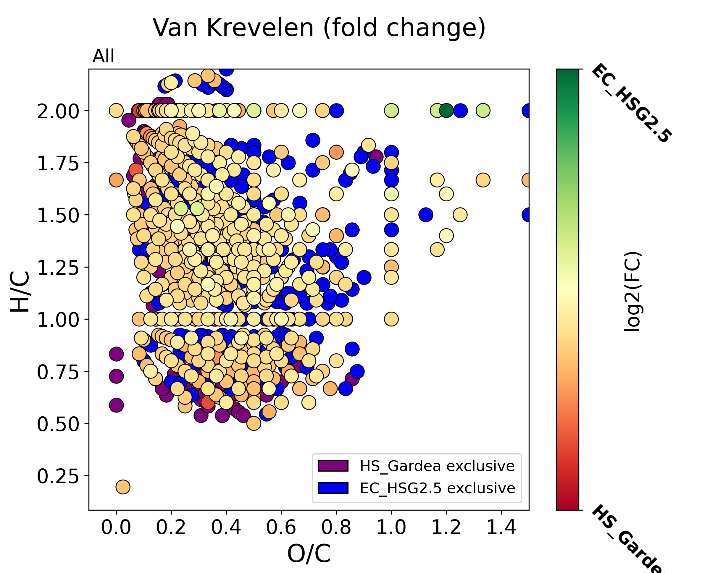 Van Krevelen (fold change)
All
EC_HSG2.5
2.00
1.75
1.50
1.25
1.00
0.75
0.50
0.25
H/C
log2(FC)
HS_Gardea exclusive
EC_HSG2.5 exclusive
0.0 0.2 0.4 0.6 0.8 1.0 1.2 1.4
O/C
HS_Garde